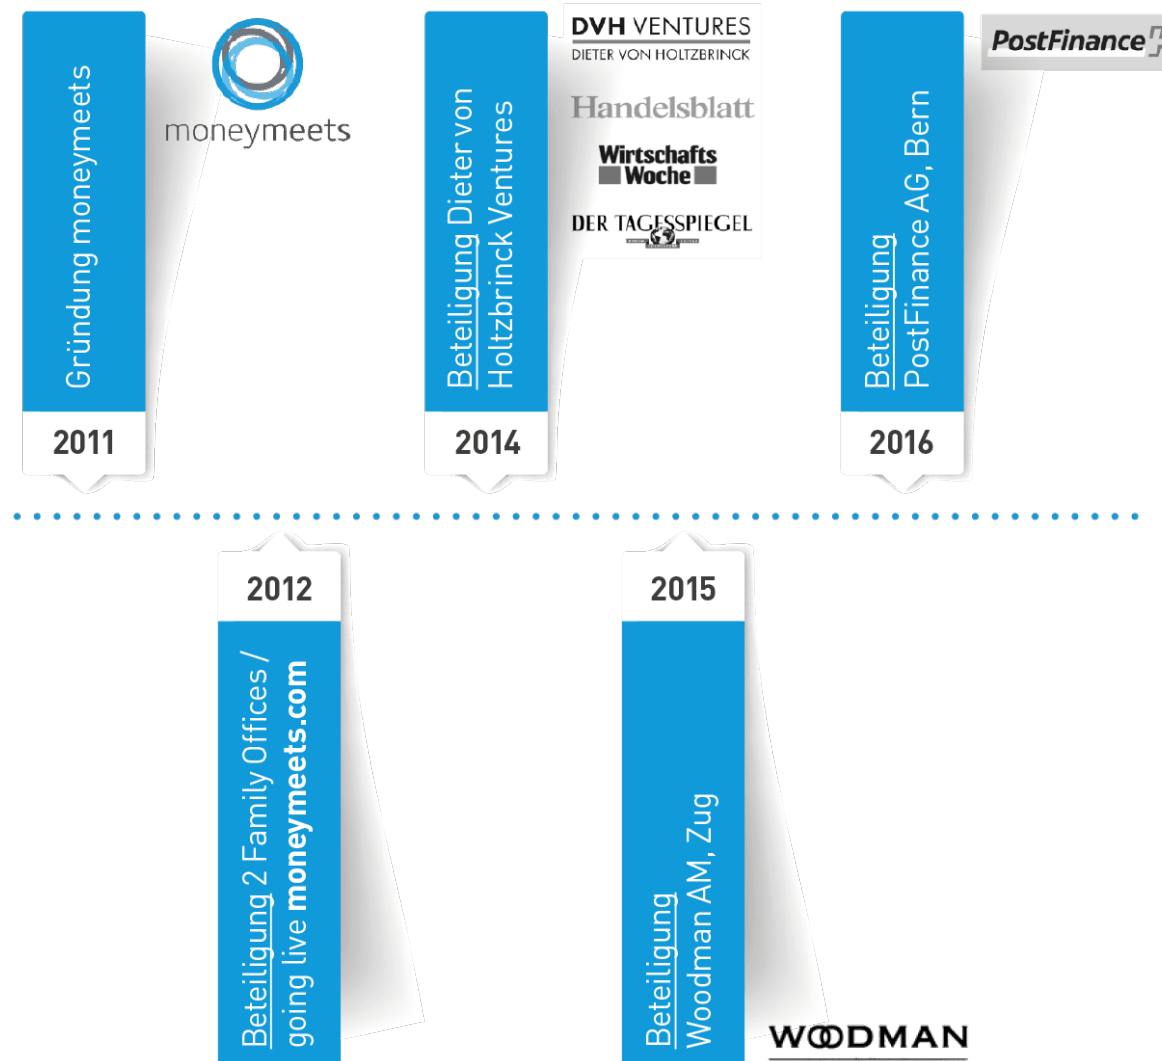 Gründung moneymeets
2011
moneymeets
Beteiligung Dieter von
Holtzbrinck Ventures
2014
DVH VENTURES
DIETER VON HOLTZBRINCK
Handelsblatt
Wirtschafts
Woche
DER TAGESSPIEGEL
Beteiligung
PostFinance AG, Bern
2016
PostFinance
2012
Beteiligung 2 Family Offices /
going live moneymeets.com
2015
Beteiligung
Woodman AM, Zug
WOODMAN